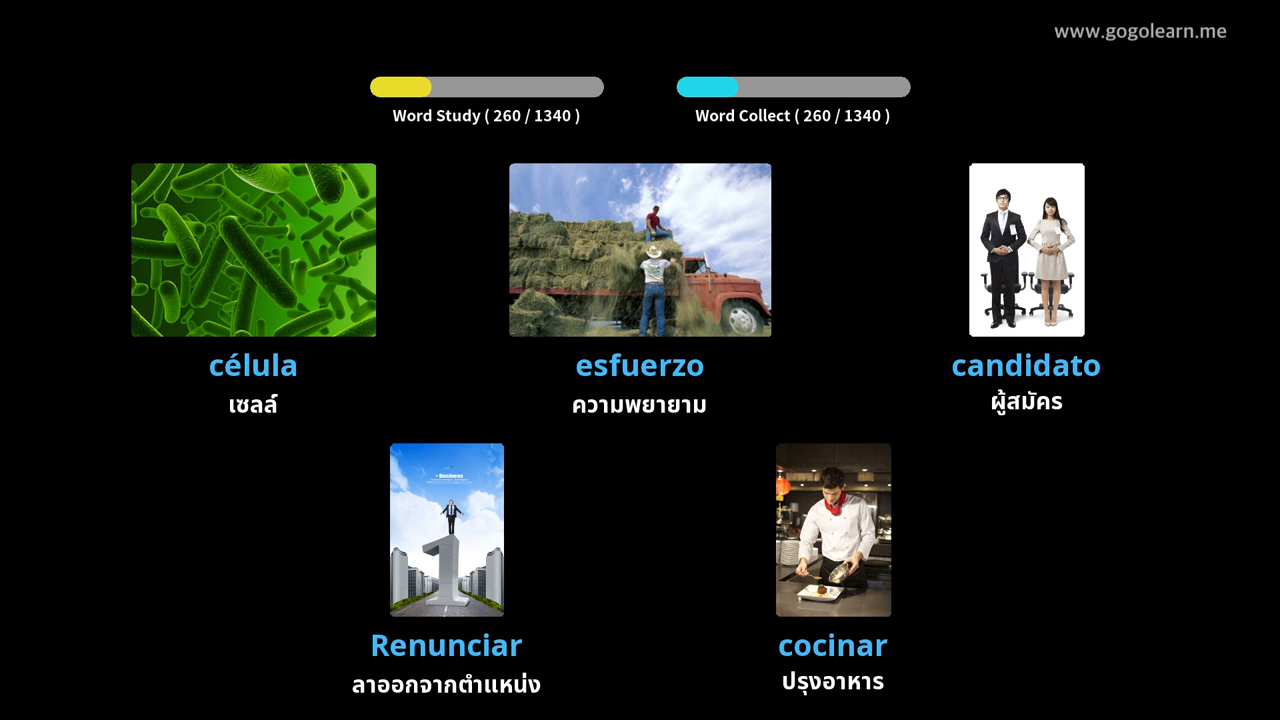 www.gogolearn.me
Word Study ( 260 / 1340 )
Word Collect ( 260 / 1340 )
célula
เซลล์
esfuerzo
ความพยายาม
candidato
ผู้สมัคร
Business
Renunciar
ลาออกจากตำแหน่ง
cocinar
ปรุงอาหาร